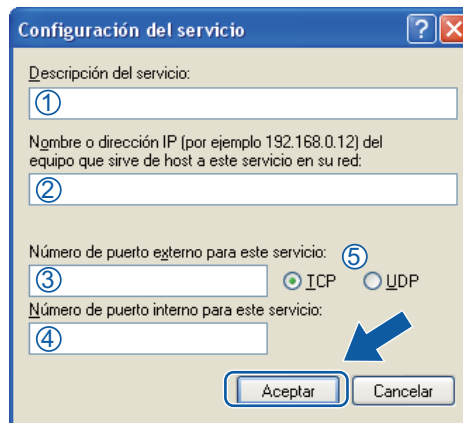 Configuración del servicio
Descripción del servicio:
①
Nombre o dirección IP (por ejemplo 192.168.0.12) del
equipo que sirve de host a este servicio en su red:
②
Número de puerto externo para este servicio: ⑤
③ TCP UDP
Número de puerto interno para este servicio:
④
Aceptar Cancelar